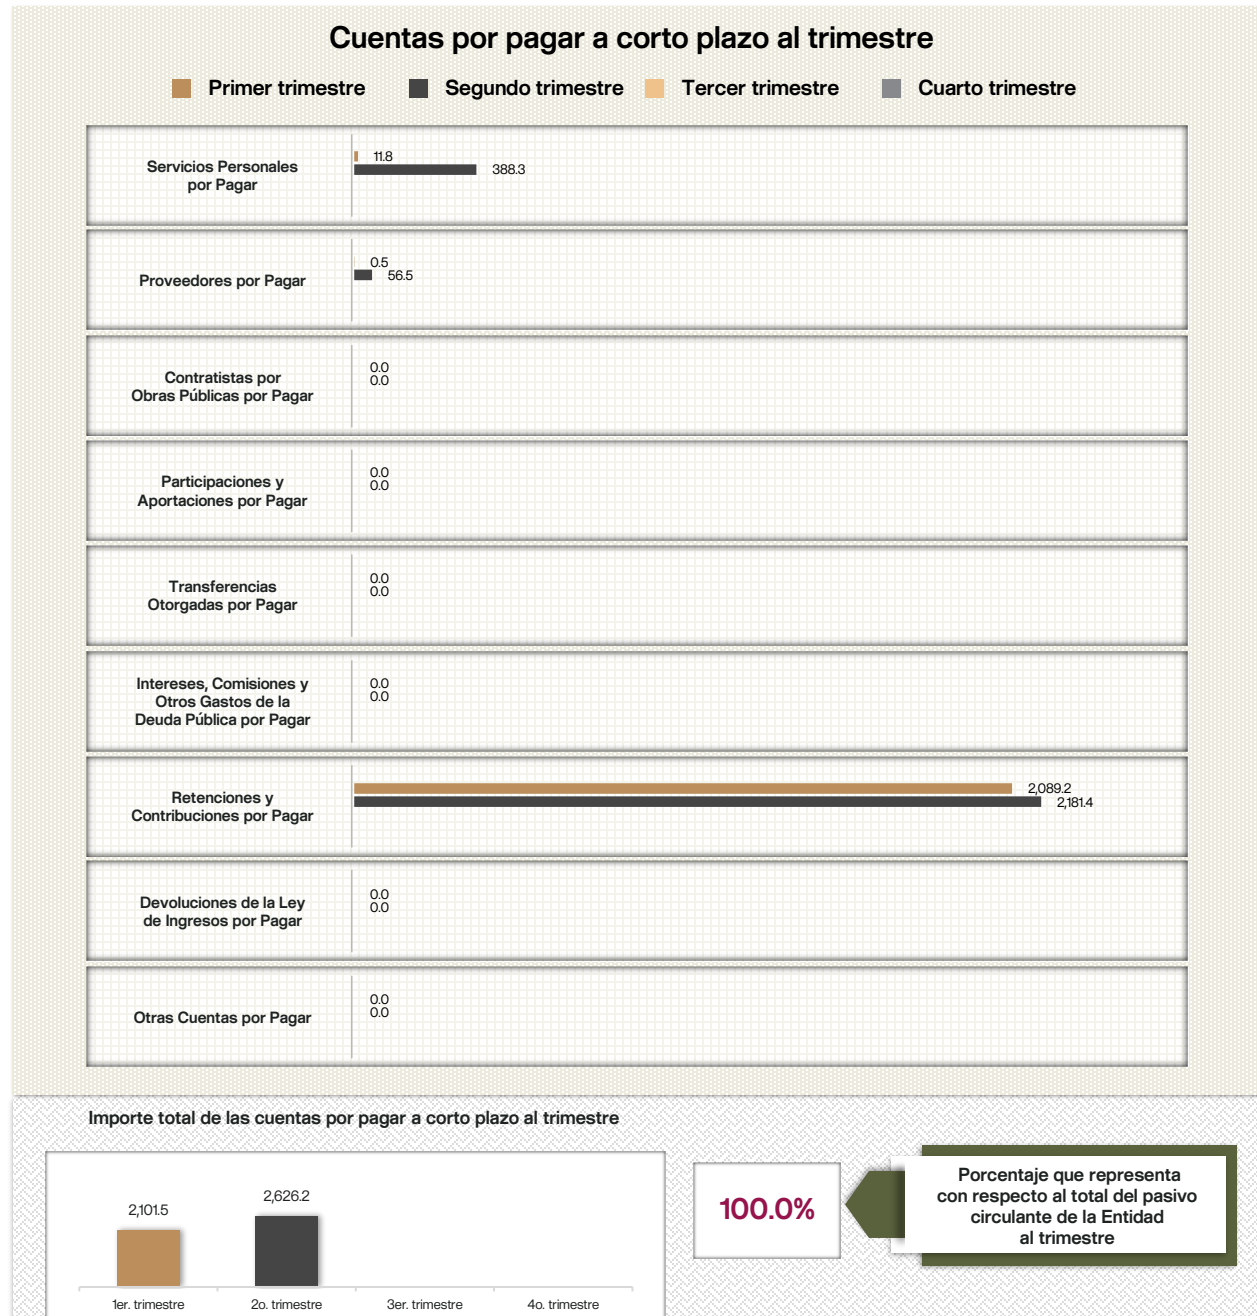 Cuentas por pagar a corto plazo al trimestre
Primer trimestre
Segundo trimestre
Tercer trimestre
Cuarto trimestre
Servicios Personales
por Pagar
11.8
388.3
Proveedores por Pagar
0.5
56.5
Contratistas por
Obras Públicas por Pagar
0.0
0.0
Participaciones y
Aportaciones por Pagar
0.0
0.0
Transferencias
Otorgadas por Pagar
0.0
0.0
Intereses, Comisiones y
Otros Gastos de la
Deuda Pública por Pagar
0.0
0.0
Retenciones y
Contribuciones por Pagar
2,089.2
2,181.4
Devoluciones de la Ley
de Ingresos por Pagar
0.0
0.0
Otras Cuentas por Pagar
0.0
0.0
Importe total de las cuentas por pagar a corto plazo al trimestre
2,101.5
2,626.2
1er. trimestre
2o. trimestre
3er. trimestre
4o. trimestre
100.0%
Porcentaje que representa
con respecto al total del pasivo
circulante de la Entidad
al trimestre